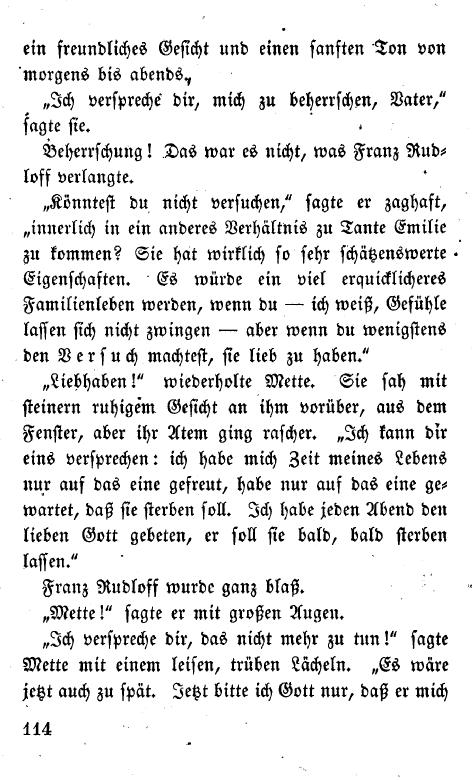 ein freundliches Gesicht und einen sanften Ton von
morgens bis abends.
„Ich verspreche dir, mich zu beherrschen, Vater,“
sagte sie.
Beherrschung! Das war es nicht, was Franz Rud-
loff verlangte.
„Könntest du nicht versuchen,“ sagte er zaghaft,
„innerlich in ein anderes Verhältnis zu Tante Emilie
zu kommen? Sie hat wirklich so sehr schätzenswerte
Eigenschaften. Es würde ein viel erquicklicheres
Familienleben werden, wenn du — ich weiß, Gefühle
lassen sich nicht zwingen — aber wenn du wenigstens
den Versuch machtest, sie lieb zu haben.“
„Liebhaben!“ wiederholte Mette. Sie sah mit
steinern ruhigem Gesicht an ihm vorüber, aus dem
Fenster, aber ihr Atem ging rascher. „Ich kann dir
eins versprechen: ich habe mich Zeit meines Lebens
nur auf das eine gefreut, habe nur auf das eine ge-
wartet, daß sie sterben soll. Ich habe jeden Abend den
lieben Gott gebeten, er soll sie bald, bald sterben
lassen.“
Franz Rudloff wurde ganz blaß.
„Mette!“ sagte er mit großen Augen.
„Ich verspreche dir, das nicht mehr zu tun!“ sagte
Mette mit einem leisen, trüben Lächeln. „Es wäre
jetzt auch zu spät. Jetzt bitte ich Gott nur, daß er mich
114